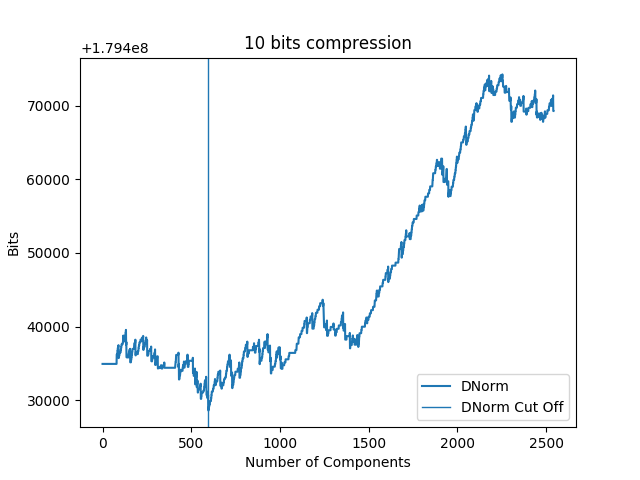 10 bits compression
+1.794e8
70000
60000
50000
40000
30000
Bits
0
500
1000
1500
2000
2500
Number of Components
DNorm
DNorm Cut Off